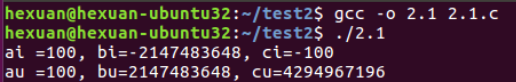 hexuan@hexuan-ubuntu32:~/test2$ gcc -o 2.1 2.1.c
hexuan@hexuan-ubuntu32:~/test2$ ./2.1
ai =100, bi=-2147483648, ci=-100
au =100, bu=2147483648, cu=4294967196